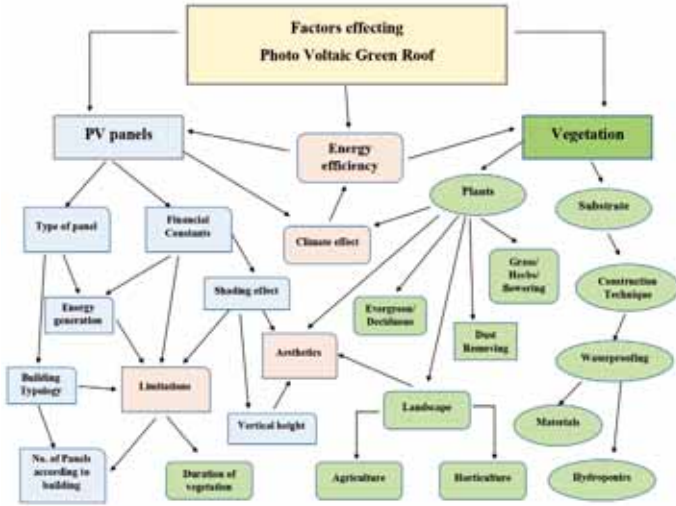 Factors effecting
Photo Voltaic Green Roof
PV panels
Energy
efficiency
Vegetation
Plants
Substrate
Type of panel
Financial
Constants
Climate effect
Grass/
Herbs/
flowering
Construction
Technique
Energy
generation
Shading effect
Evergreen/
Deciduous
Dust
Removing
Aesthetics
Waterproofing
Building
Typology
Limitations
Landscape
Vertical height
Materials
No. of Panels
according to
building
Duration of
vegetation
Agriculture
Horticulture
Hydroponics